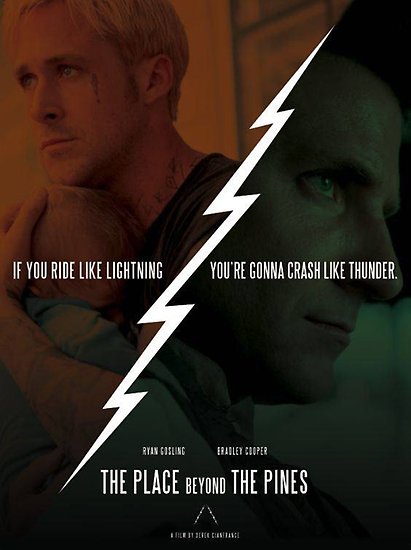 IF YOU RIDE LIKE LIGHTNING YOU'RE GONNA CRASH LIKE THUNDER.
RYAN GOSLING BRADLEY COOPER
THE PLACE BEYOND THE PINES
A FILM BY DEREK CIANFRANCE